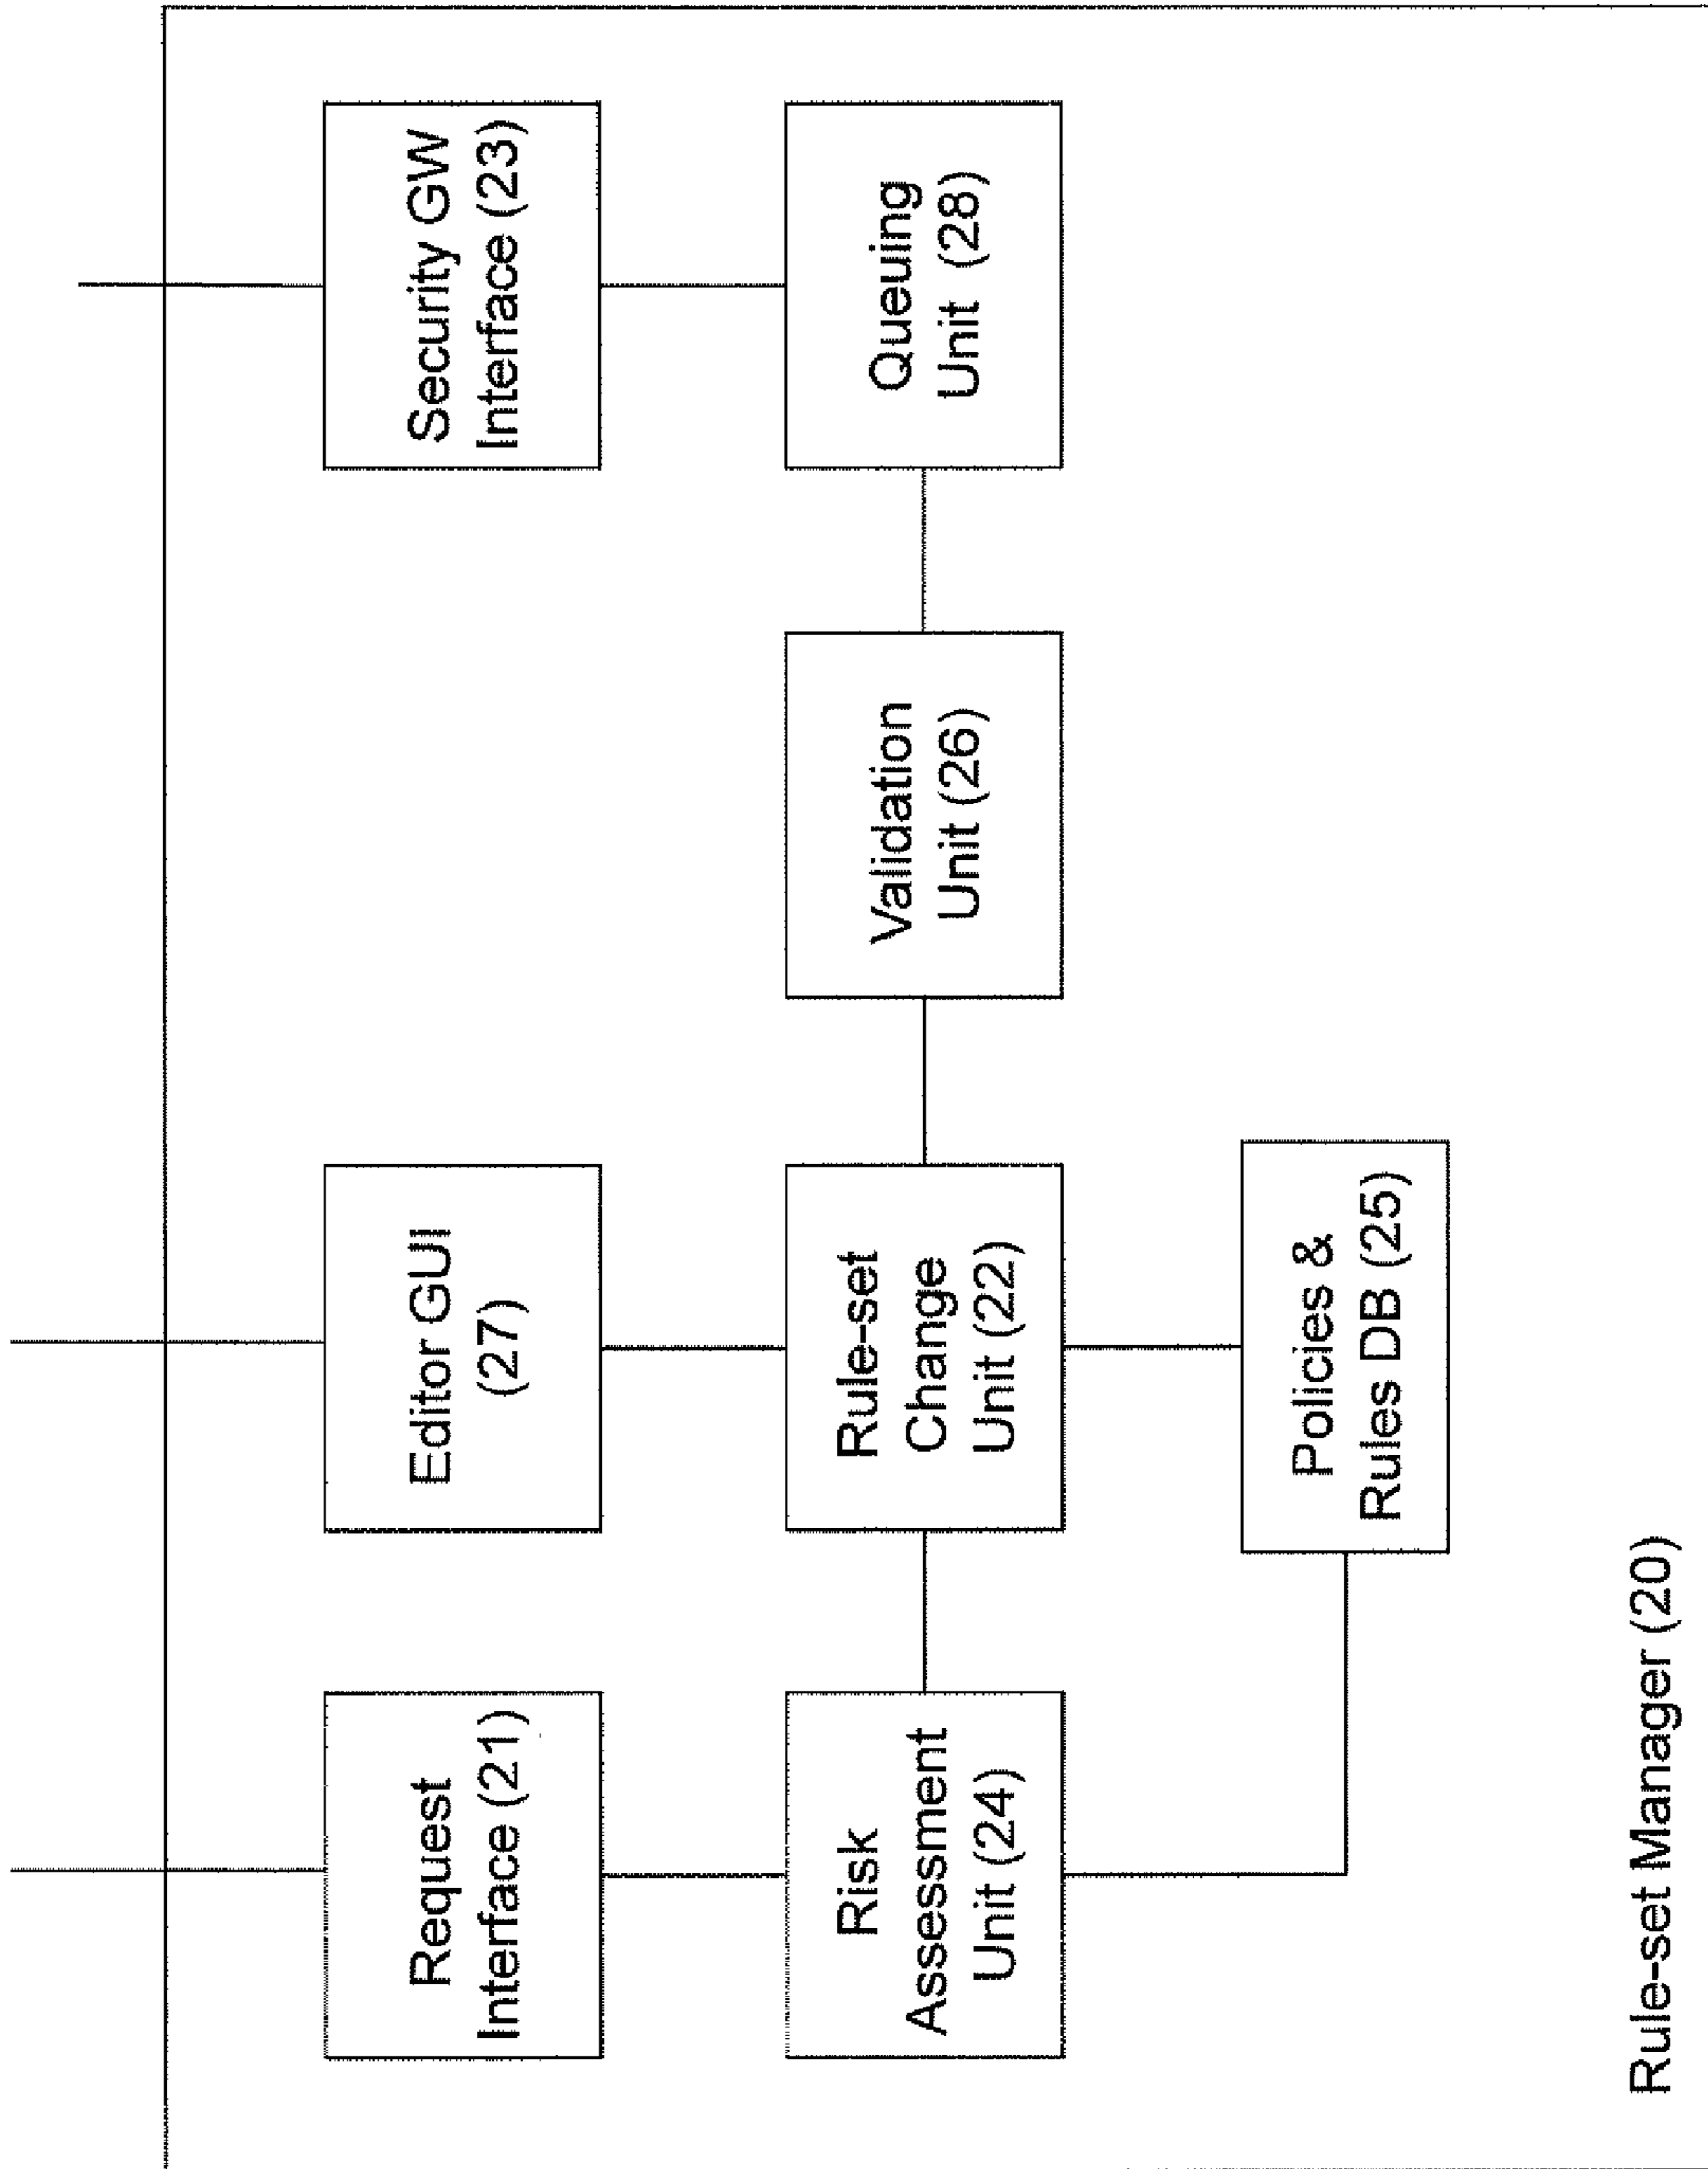 Request
Interface (21)
Editor GUI
(27)
Security GW
Interface (23)
Risk
Assessment
Unit (24)
Rule-set
Change
Unit (22)
Validation
Unit (26)
Queuing
Unit (28)
Policies &
Rules DB (25)
Rule-set Manager (20)